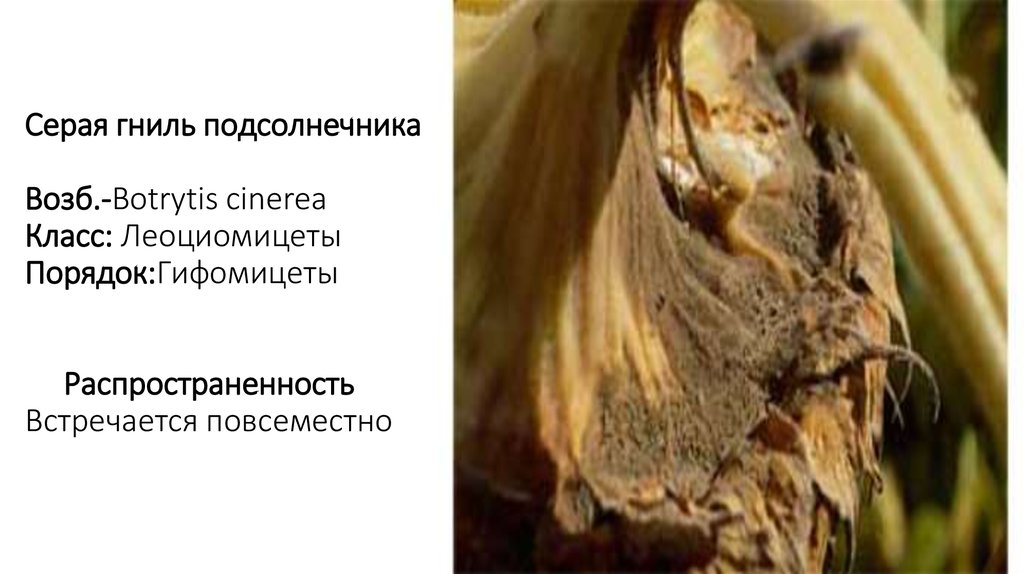 Серая гниль подсолнечника
Возб.-Botrytis cinerea
Класс: Леоциомицеты
Порядок:Гифомицеты
Распространенность
Встречается повсеместно